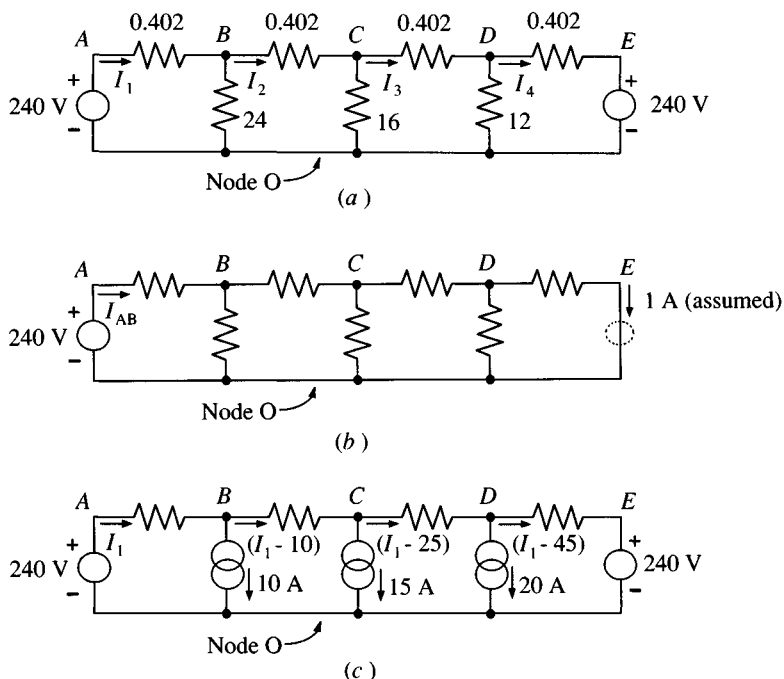 0.402 0.402 0.402 0.402
A B C D E
+ I₁ I₂ I₃ I₄ +
240 V 24 16 12 240 V
− −
Node O
(a)
A B C D E
+ I_AB 1 A (assumed)
240 V
−
Node O
(b)
A B C D E
+ I₁ (I₁ - 10) (I₁ - 25) (I₁ - 45) +
240 V 10 A 15 A 20 A 240 V
− −
Node O
(c)